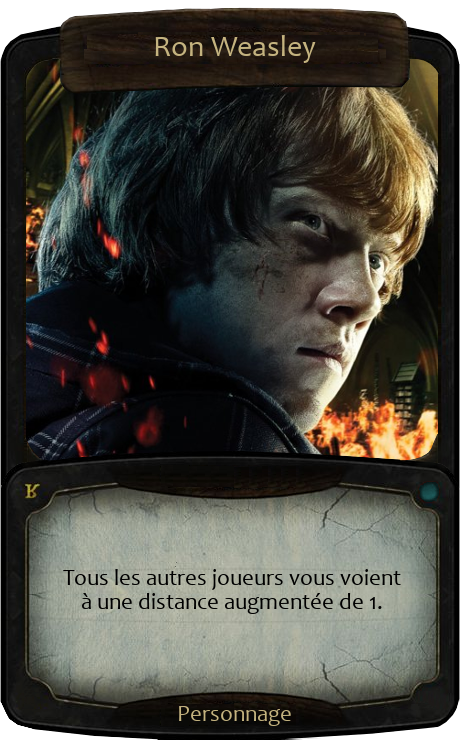 Ron Weasley
Tous les autres joueurs vous voient
à une distance augmentée de 1.
Personnage